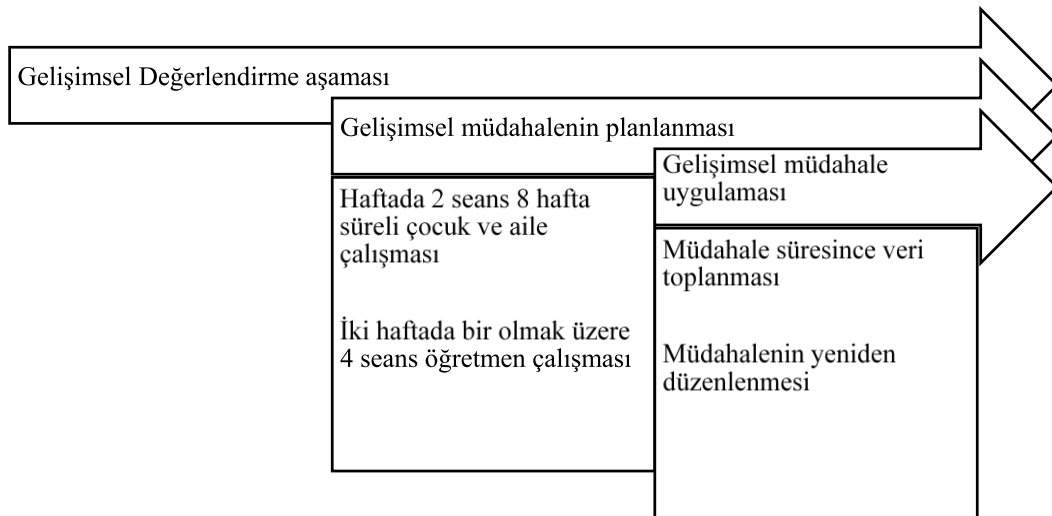 Gelişimsel Değerlendirme aşaması
Gelişimsel müdahalenin planlanması
Haftada 2 seans 8 hafta
süreli çocuk ve aile
çalışması
İki haftada bir olmak üzere
4 seans öğretmen çalışması
Gelişimsel müdahale
uygulaması
Müdahale süresince veri
toplanması
Müdahalenin yeniden
düzenlenmesi